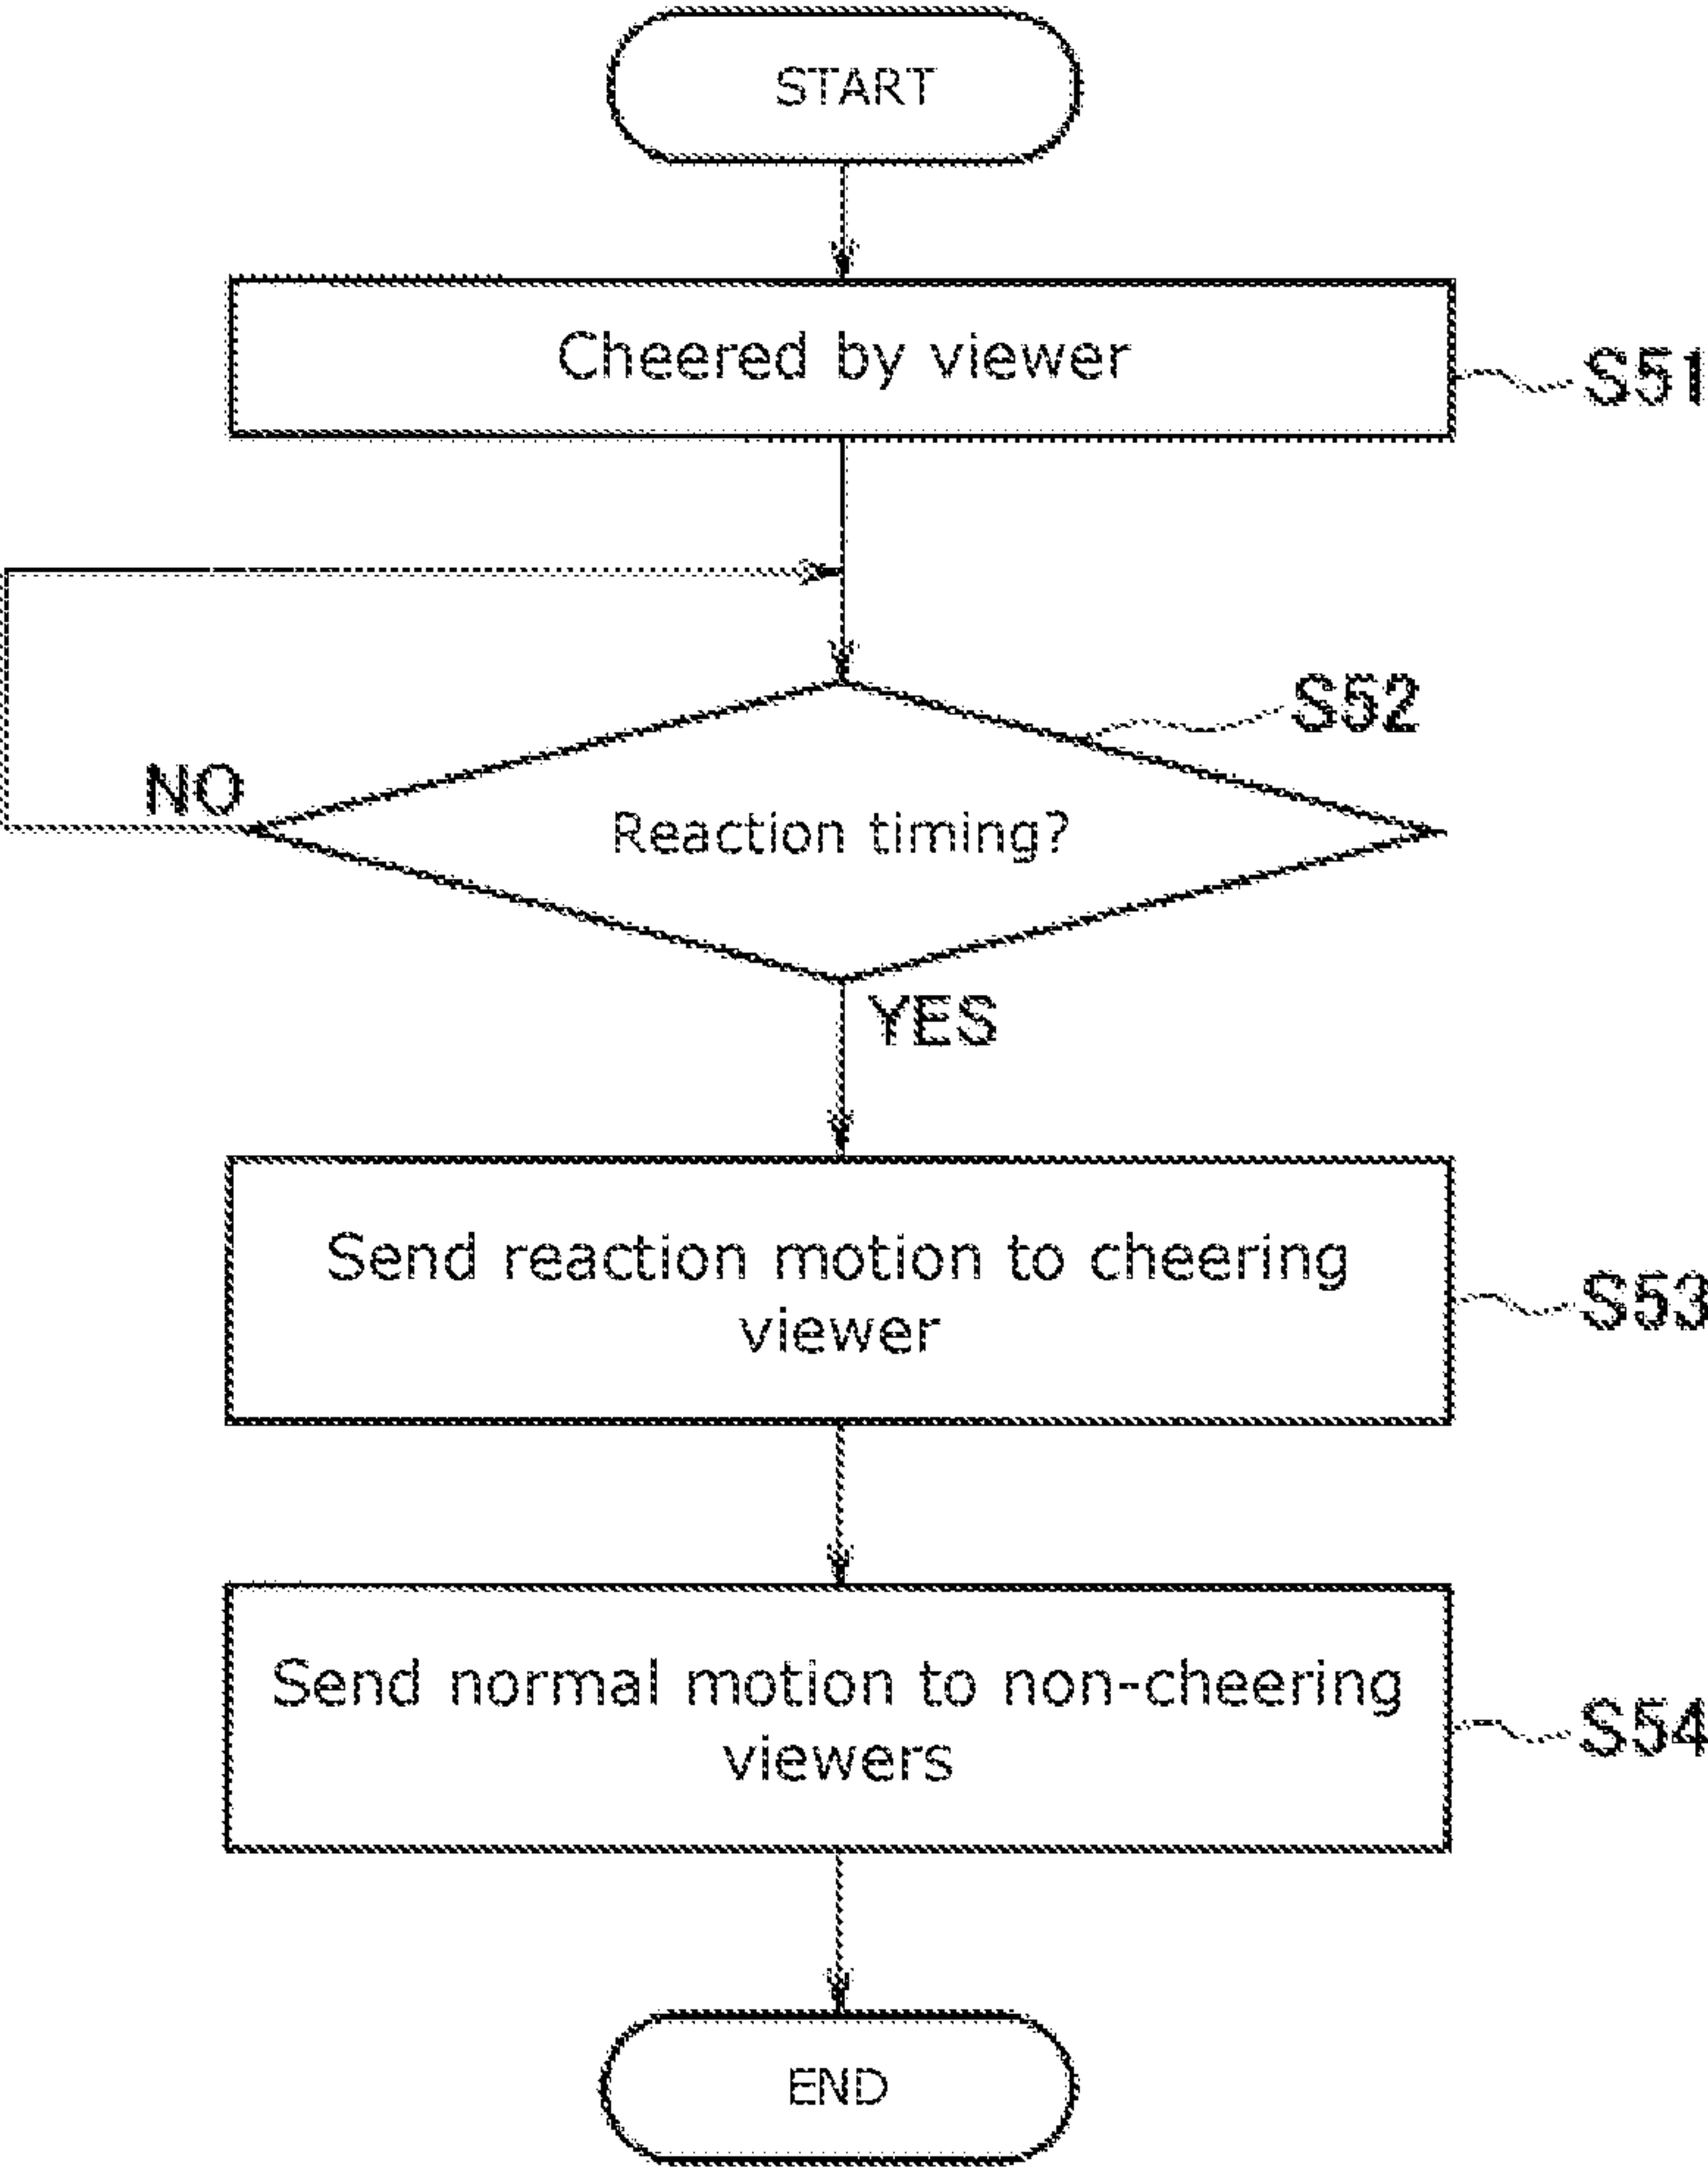 START
Cheered by viewer
S51
S52
NO
Reaction timing?
YES
Send reaction motion to cheering
viewer
S53
Send normal motion to non-cheering
viewers
S54
END